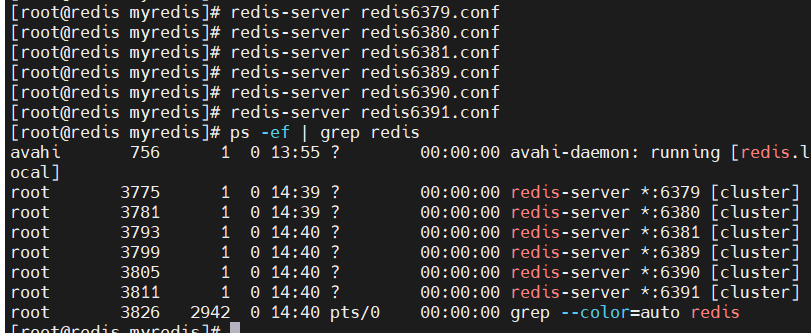 [root@redis myredis]# redis-server redis6379.conf
[root@redis myredis]# redis-server redis6380.conf
[root@redis myredis]# redis-server redis6381.conf
[root@redis myredis]# redis-server redis6389.conf
[root@redis myredis]# redis-server redis6390.conf
[root@redis myredis]# redis-server redis6391.conf
[root@redis myredis]# ps -ef | grep redis
avahi       756       1  0 13:55 ?        00:00:00 avahi-daemon: running [redis.l
ocal]
root       3775       1  0 14:39 ?        00:00:00 redis-server *:6379 [cluster]
root       3781       1  0 14:39 ?        00:00:00 redis-server *:6380 [cluster]
root       3793       1  0 14:40 ?        00:00:00 redis-server *:6381 [cluster]
root       3799       1  0 14:40 ?        00:00:00 redis-server *:6389 [cluster]
root       3805       1  0 14:40 ?        00:00:00 redis-server *:6390 [cluster]
root       3811       1  0 14:40 ?        00:00:00 redis-server *:6391 [cluster]
root       3826    2942  0 14:40 pts/0    00:00:00 grep --color=auto redis
[root@redis myredis]#